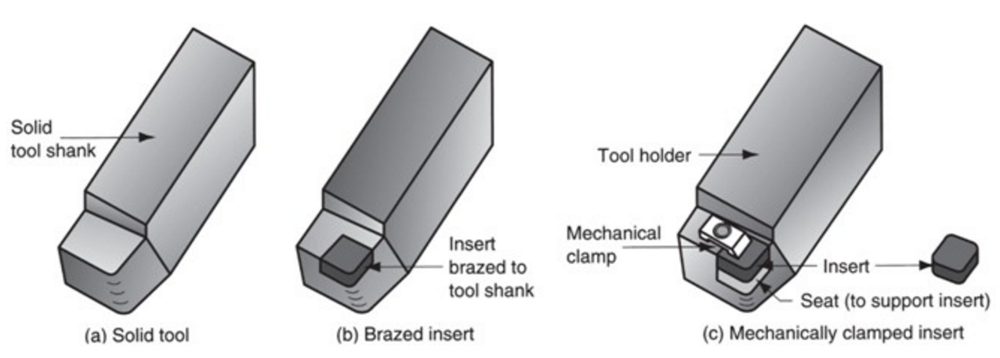 Solid
tool shank
(a) Solid tool
Insert
brazed to
tool shank
(b) Brazed insert
Tool holder
Mechanical
clamp
Insert
Seat (to support insert)
(c) Mechanically clamped insert